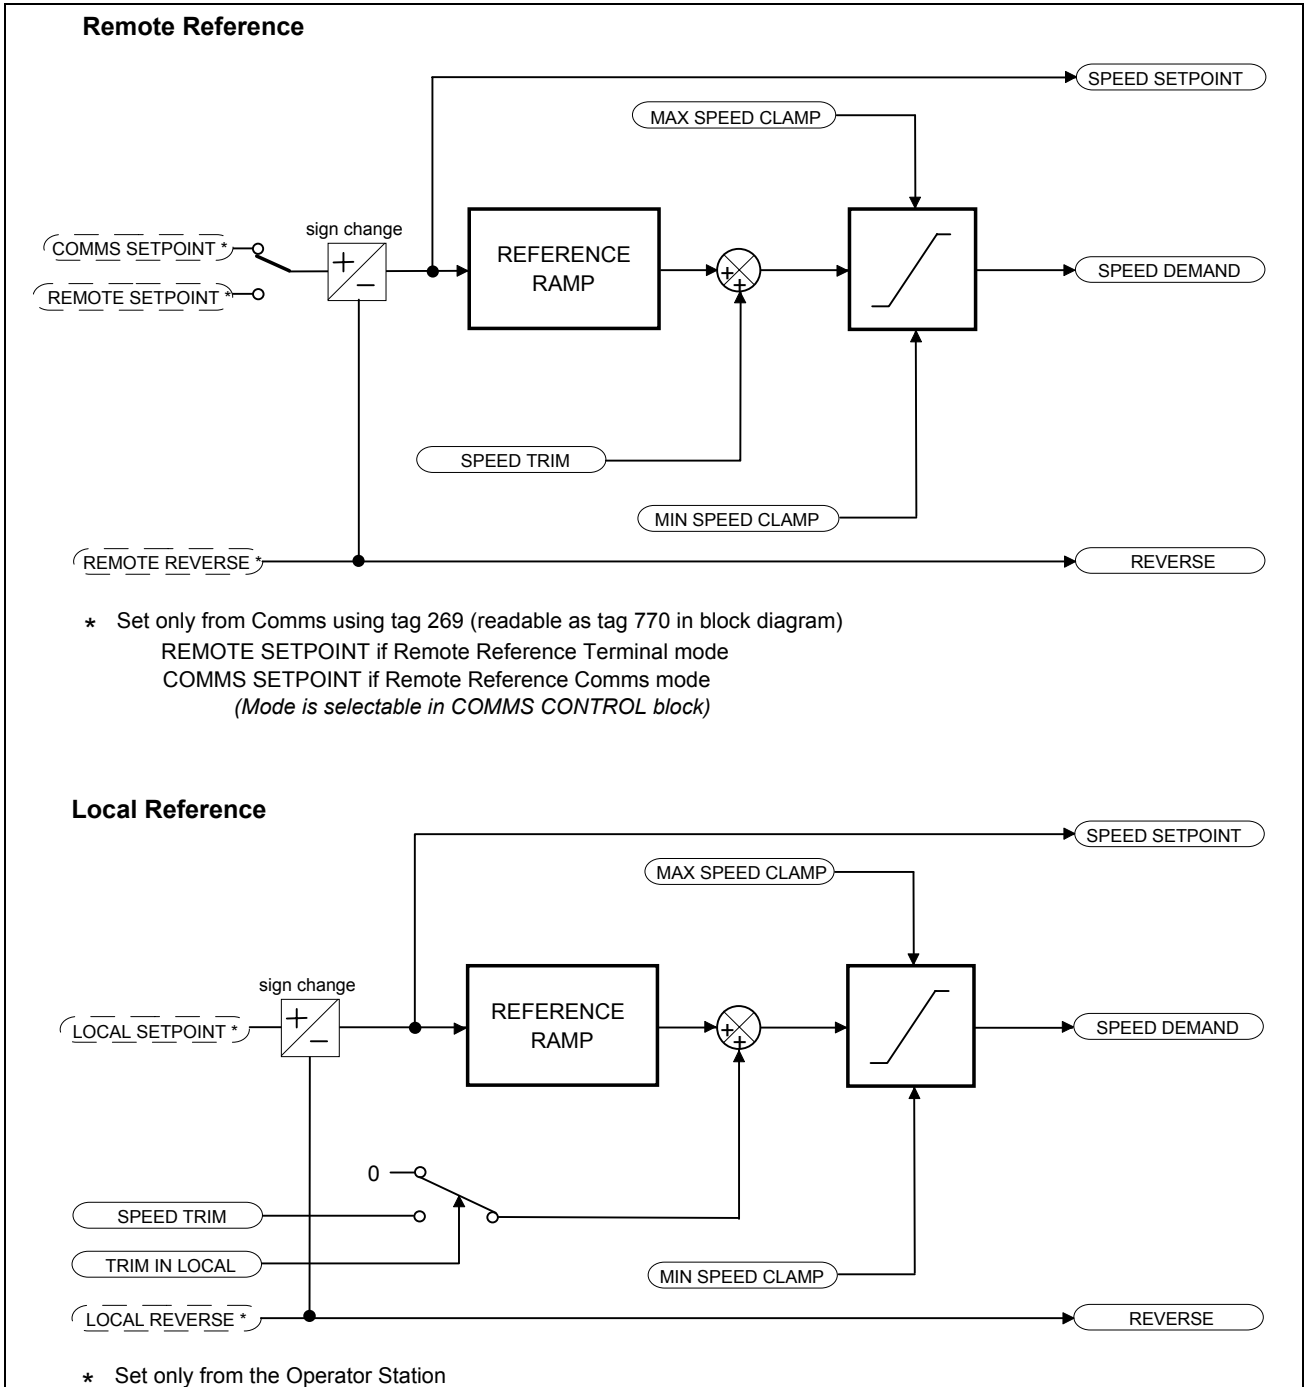 Remote Reference
SPEED SETPOINT
MAX SPEED CLAMP
sign change
COMMS SETPOINT *
+
−
REFERENCE
RAMP
+
+
SPEED DEMAND
REMOTE SETPOINT *
SPEED TRIM
MIN SPEED CLAMP
REMOTE REVERSE *
REVERSE
* Set only from Comms using tag 269 (readable as tag 770 in block diagram)
REMOTE SETPOINT if Remote Reference Terminal mode
COMMS SETPOINT if Remote Reference Comms mode
(Mode is selectable in COMMS CONTROL block)
Local Reference
SPEED SETPOINT
MAX SPEED CLAMP
sign change
LOCAL SETPOINT *
+
−
REFERENCE
RAMP
+
+
SPEED DEMAND
0
SPEED TRIM
TRIM IN LOCAL
MIN SPEED CLAMP
LOCAL REVERSE *
REVERSE
* Set only from the Operator Station